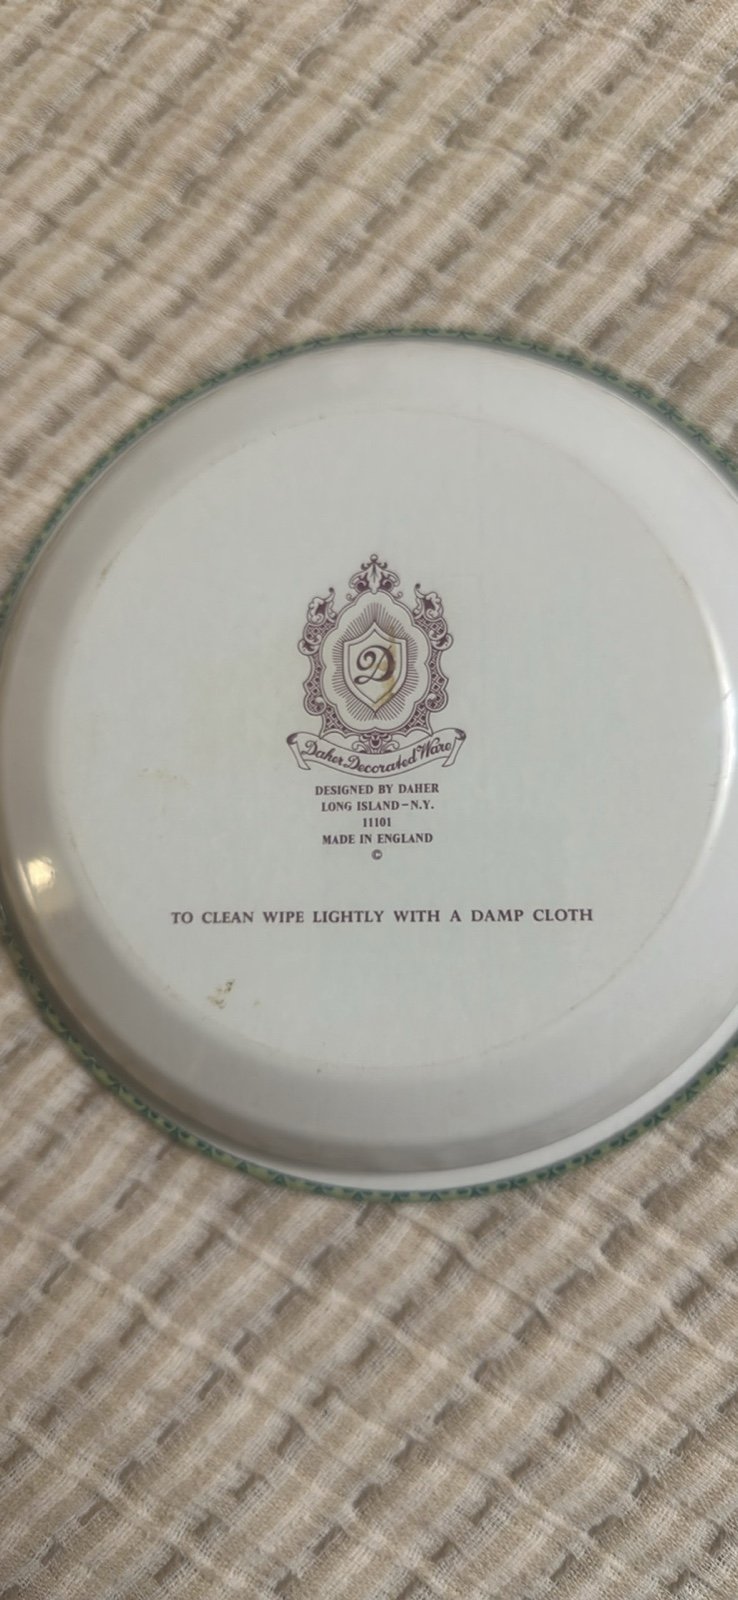 D
Daher Decorated Ware
DESIGNED BY DAHER
LONG ISLAND-N.Y.
11101
MADE IN ENGLAND
©
TO CLEAN WIPE LIGHTLY WITH A DAMP CLOTH